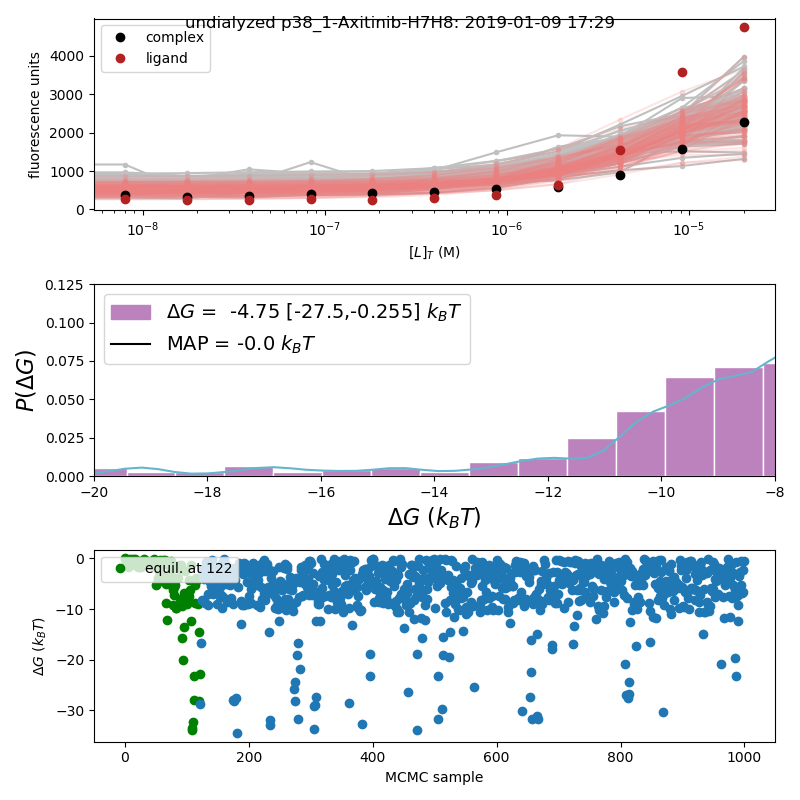 undialyzed p38_1-Axitinib-H7H8: 2019-01-09 17:29
complex
ligand
fluorescence units
4000
3000
2000
1000
0
10⁻⁸ 10⁻⁷ 10⁻⁶ 10⁻⁵
[L]_T (M)
ΔG = -4.75 [-27.5,-0.255] k_BT
MAP = -0.0 k_BT
P(ΔG)
0.125
0.100
0.075
0.050
0.025
0.000
−20 −18 −16 −14 −12 −10 −8
ΔG (k_BT)
equil. at 122
ΔG (k_BT)
0
−10
−20
−30
0 200 400 600 800 1000
MCMC sample